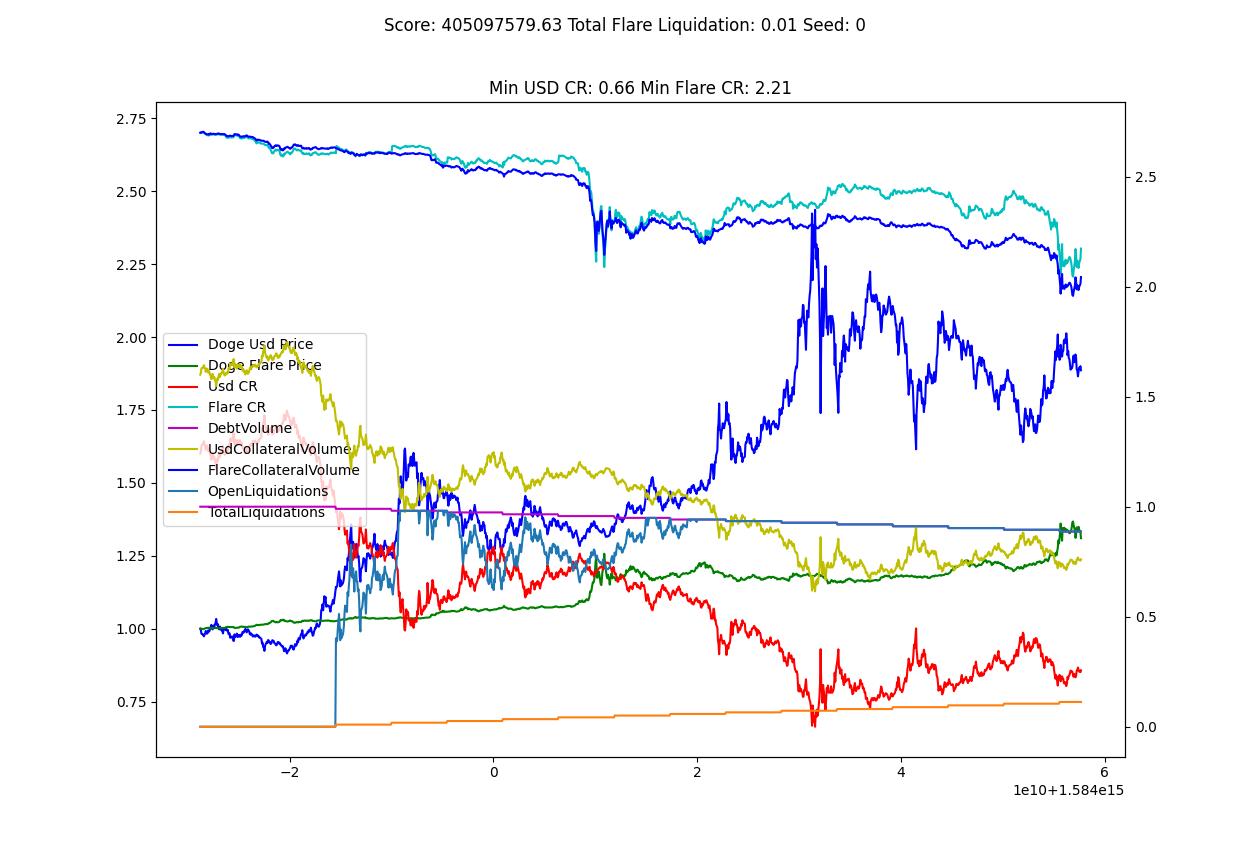 Score: 405097579.63 Total Flare Liquidation: 0.01 Seed: 0
Min USD CR: 0.66 Min Flare CR: 2.21
2.75
2.50
2.25
2.00
1.75
1.50
1.25
1.00
0.75
Doge Usd Price
Doge Flare Price
Usd CR
Flare CR
DebtVolume
UsdCollateralVolume
FlareCollateralVolume
OpenLiquidations
TotalLiquidations
2.5
2.0
1.5
1.0
0.5
0.0
−2 0 2 4 6
1e10+1.584e15